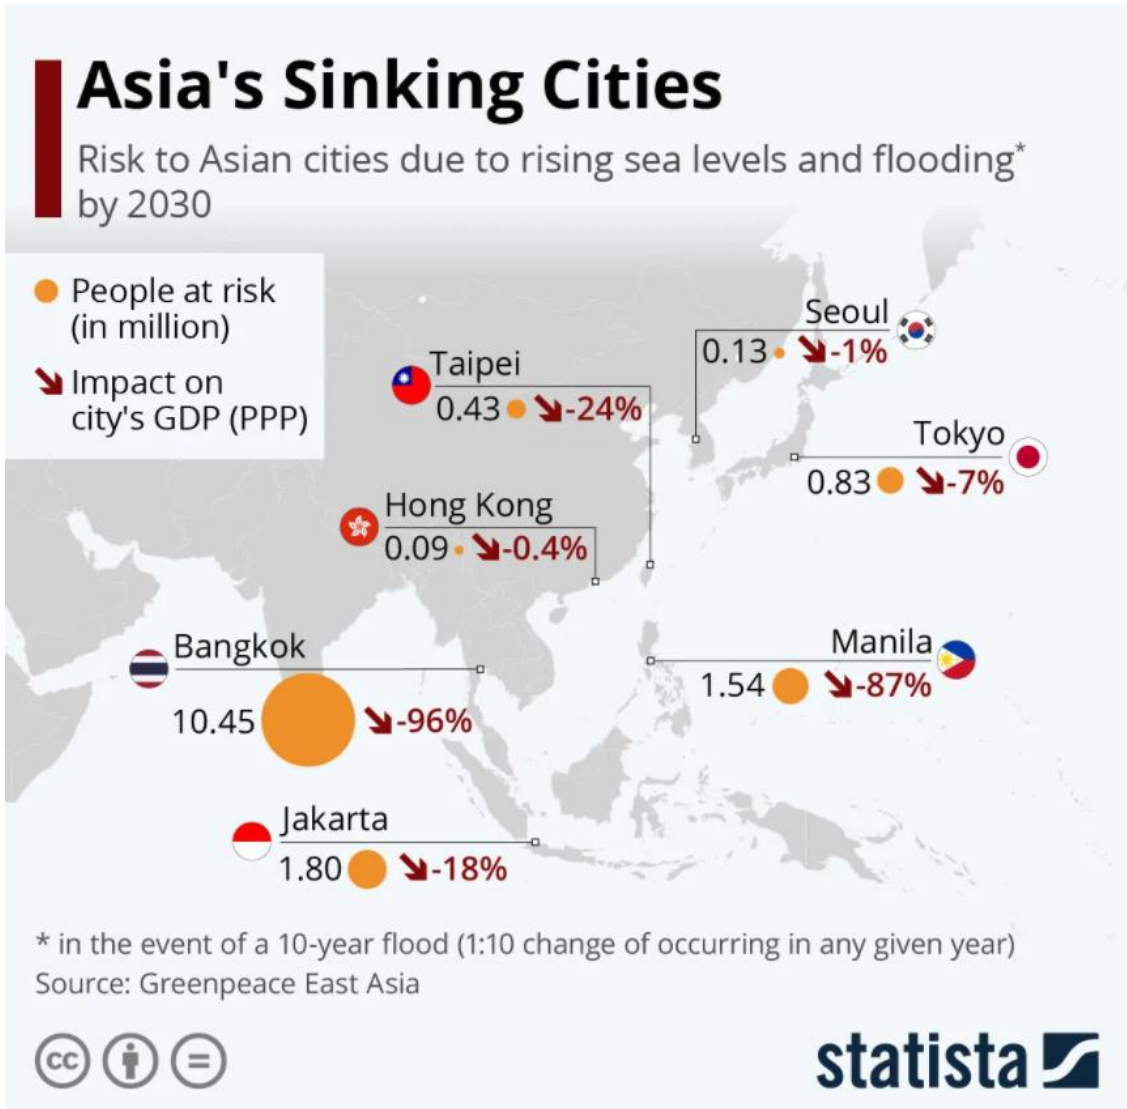 Asia's Sinking Cities
Risk to Asian cities due to rising sea levels and flooding*
by 2030
People at risk
(in million)
Impact on
city's GDP (PPP)
Seoul
0.13 -1%
Taipei
0.43 -24%
Tokyo
0.83 -7%
Hong Kong
0.09 -0.4%
Bangkok
10.45 -96%
Manila
1.54 -87%
Jakarta
1.80 -18%
* in the event of a 10-year flood (1:10 change of occurring in any given year)
Source: Greenpeace East Asia
cc
statista